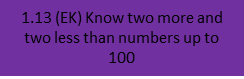 1.13 (EK) Know two more and
two less than numbers up to
100